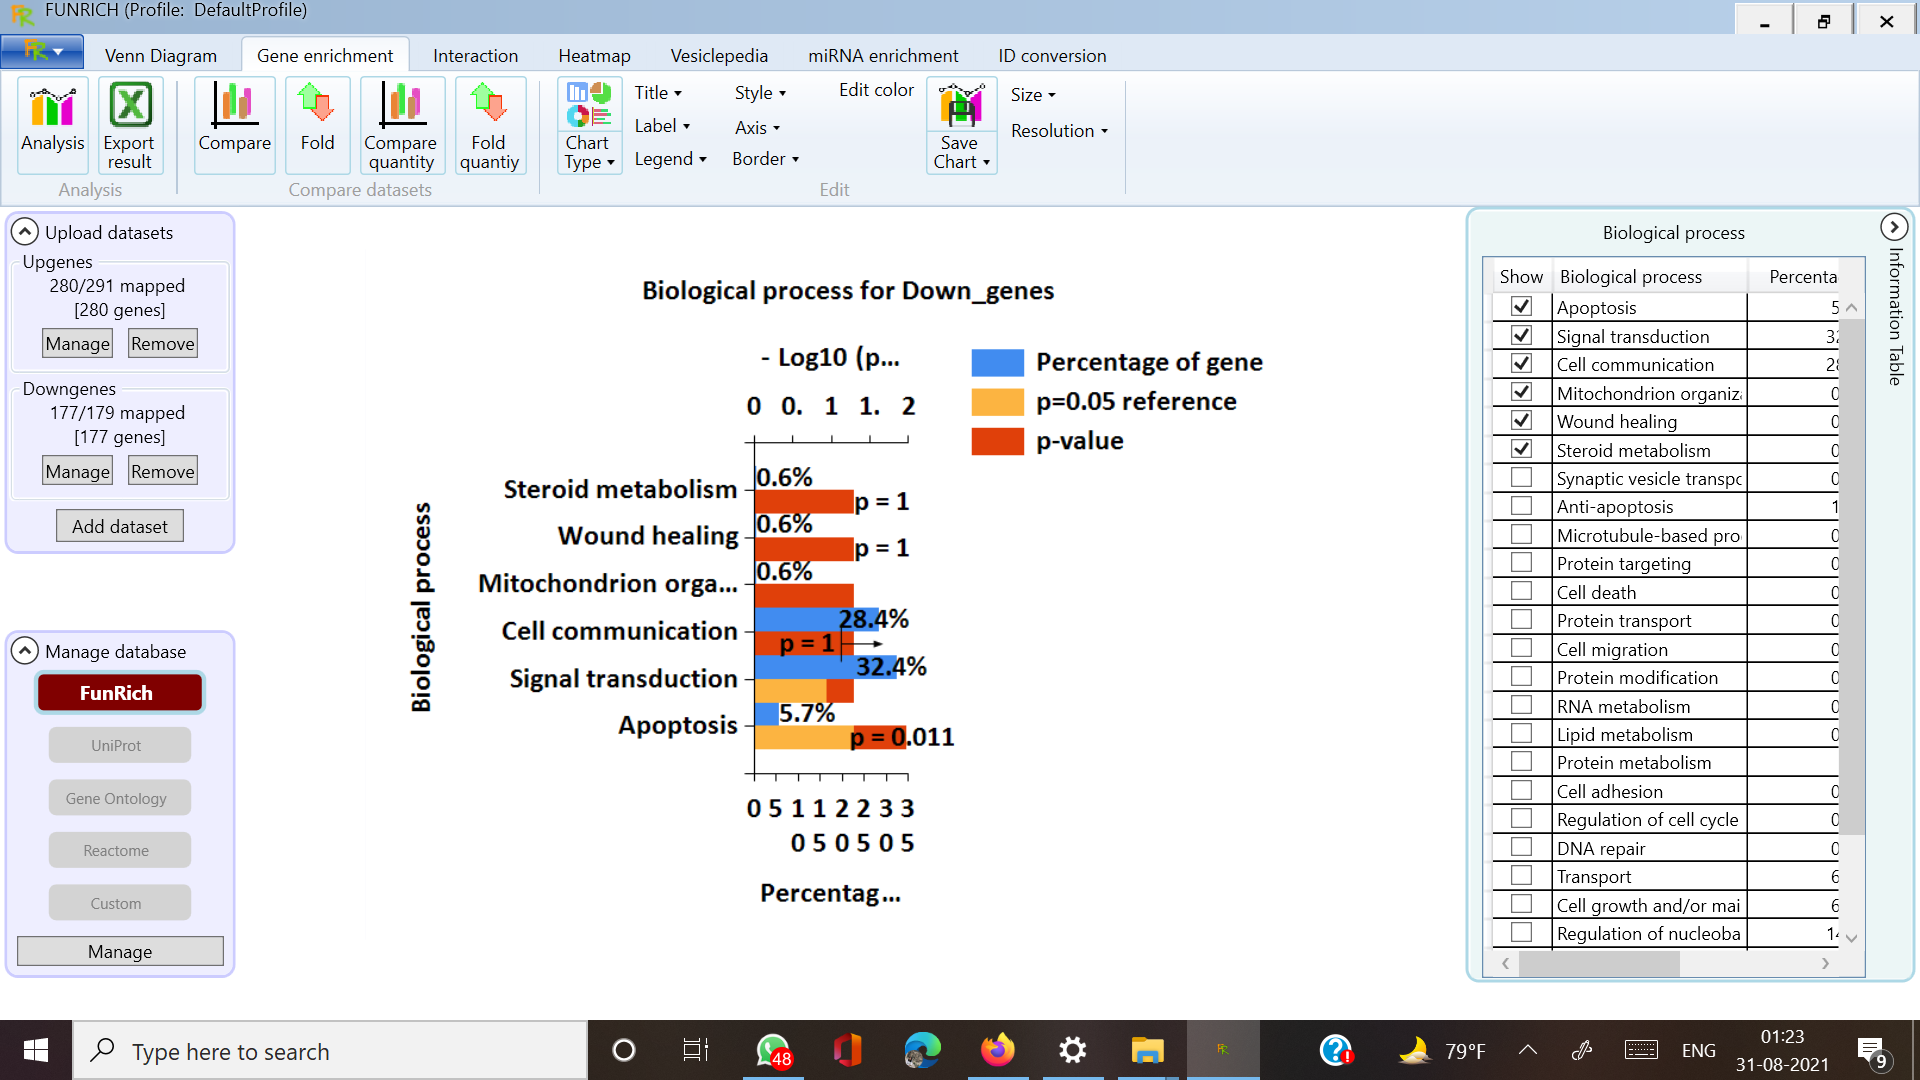 FUNRICH (Profile: DefaultProfile)
Venn Diagram Gene enrichment Interaction Heatmap Vesiclepedia miRNA enrichment ID conversion
Analysis
Export result
Compare
Fold
Compare quantity
Fold quantiy
Chart Type
Title
Label
Legend
Style
Axis
Border
Edit color
Save Chart
Size
Resolution
Analysis
Compare datasets
Edit
Upload datasets
Upgenes
280/291 mapped
[280 genes]
Manage Remove
Downgenes
177/179 mapped
[177 genes]
Manage Remove
Add dataset
Manage database
FunRich
UniProt
Gene Ontology
Reactome
Custom
Manage
Biological process for Down_genes
- Log10 (p...
0 0. 1 1. 2
Percentage of gene
p=0.05 reference
p-value
Biological process
Steroid metabolism
0.6%
p = 1
Wound healing
0.6%
p = 1
Mitochondrion orga...
0.6%
Cell communication
28.4%
p = 1
Signal transduction
32.4%
Apoptosis
5.7%
p = 0.011
0 5 1 1 2 2 3 3
0 5 0 5 0 5
Percentag...
Biological process
Information Table
Show Biological process Percenta
Apoptosis 5
Signal transduction 3
Cell communication 2
Mitochondrion organiz
Wound healing 0
Steroid metabolism 0
Synaptic vesicle transpo 0
Anti-apoptosis 1
Microtubule-based pro 0
Protein targeting 0
Cell death 0
Protein transport 0
Cell migration 0
Protein modification 0
RNA metabolism 0
Lipid metabolism 0
Protein metabolism
Cell adhesion 0
Regulation of cell cycle 0
DNA repair 0
Transport 6
Cell growth and/or mai 6
Regulation of nucleoba 1
Type here to search
48
79°F
ENG
01:23
31-08-2021
9